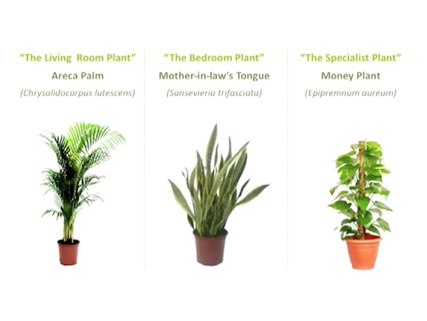 “The Living Room Plant”
Areca Palm
(Chrysalidocarpus lutescens)
“The Bedroom Plant”
Mother-in-law's Tongue
(Sansevieria trifasciata)
“The Specialist Plant”
Money Plant
(Epipremnum aureum)